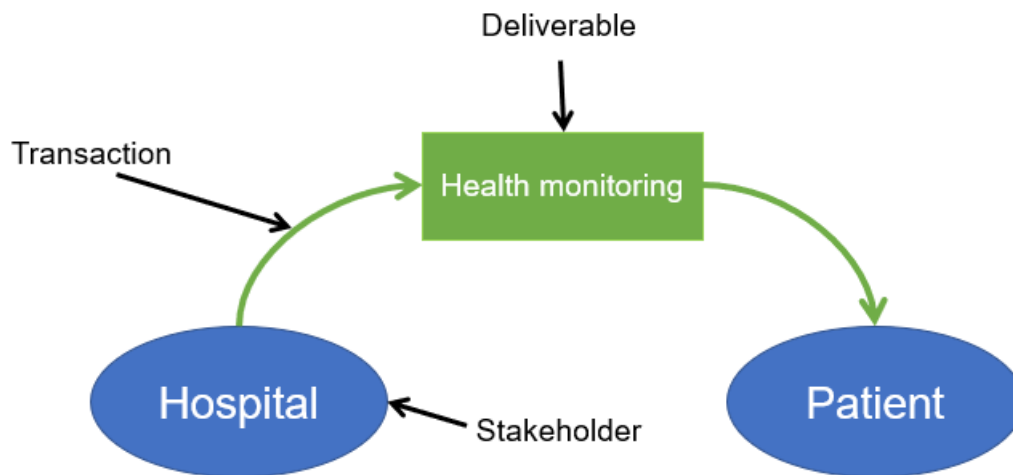 Deliverable
Transaction
Health monitoring
Hospital
Patient
Stakeholder